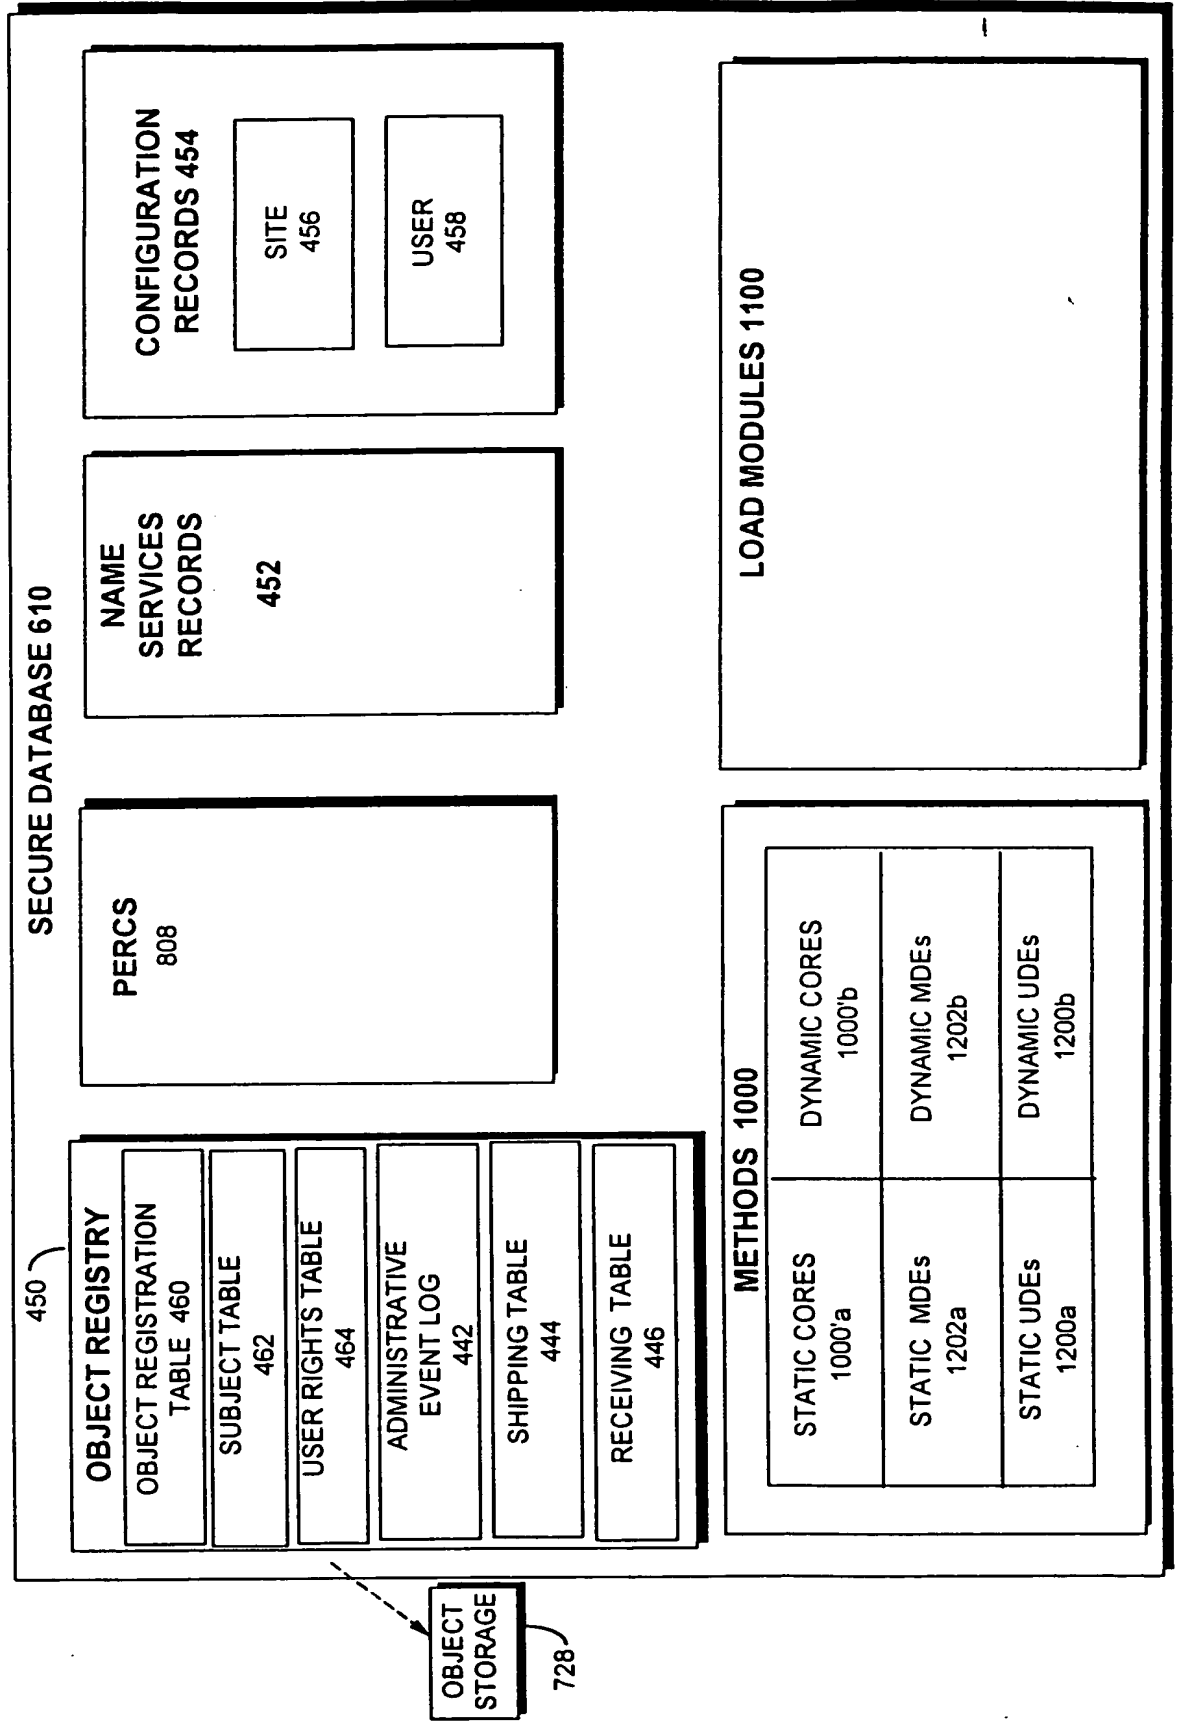 SECURE DATABASE 610
450
OBJECT REGISTRY
OBJECT REGISTRATION
TABLE 460
SUBJECT TABLE
462
USER RIGHTS TABLE
464
ADMINISTRATIVE
EVENT LOG
442
SHIPPING TABLE
444
RECEIVING TABLE
446
OBJECT
STORAGE
728
PERCS
808
NAME
SERVICES
RECORDS
452
CONFIGURATION
RECORDS 454
SITE
456
USER
458
METHODS 1000
STATIC CORES
1000'a
DYNAMIC CORES
1000'b
STATIC MDEs
1202a
DYNAMIC MDEs
1202b
STATIC UDEs
1200a
DYNAMIC UDEs
1200b
LOAD MODULES 1100